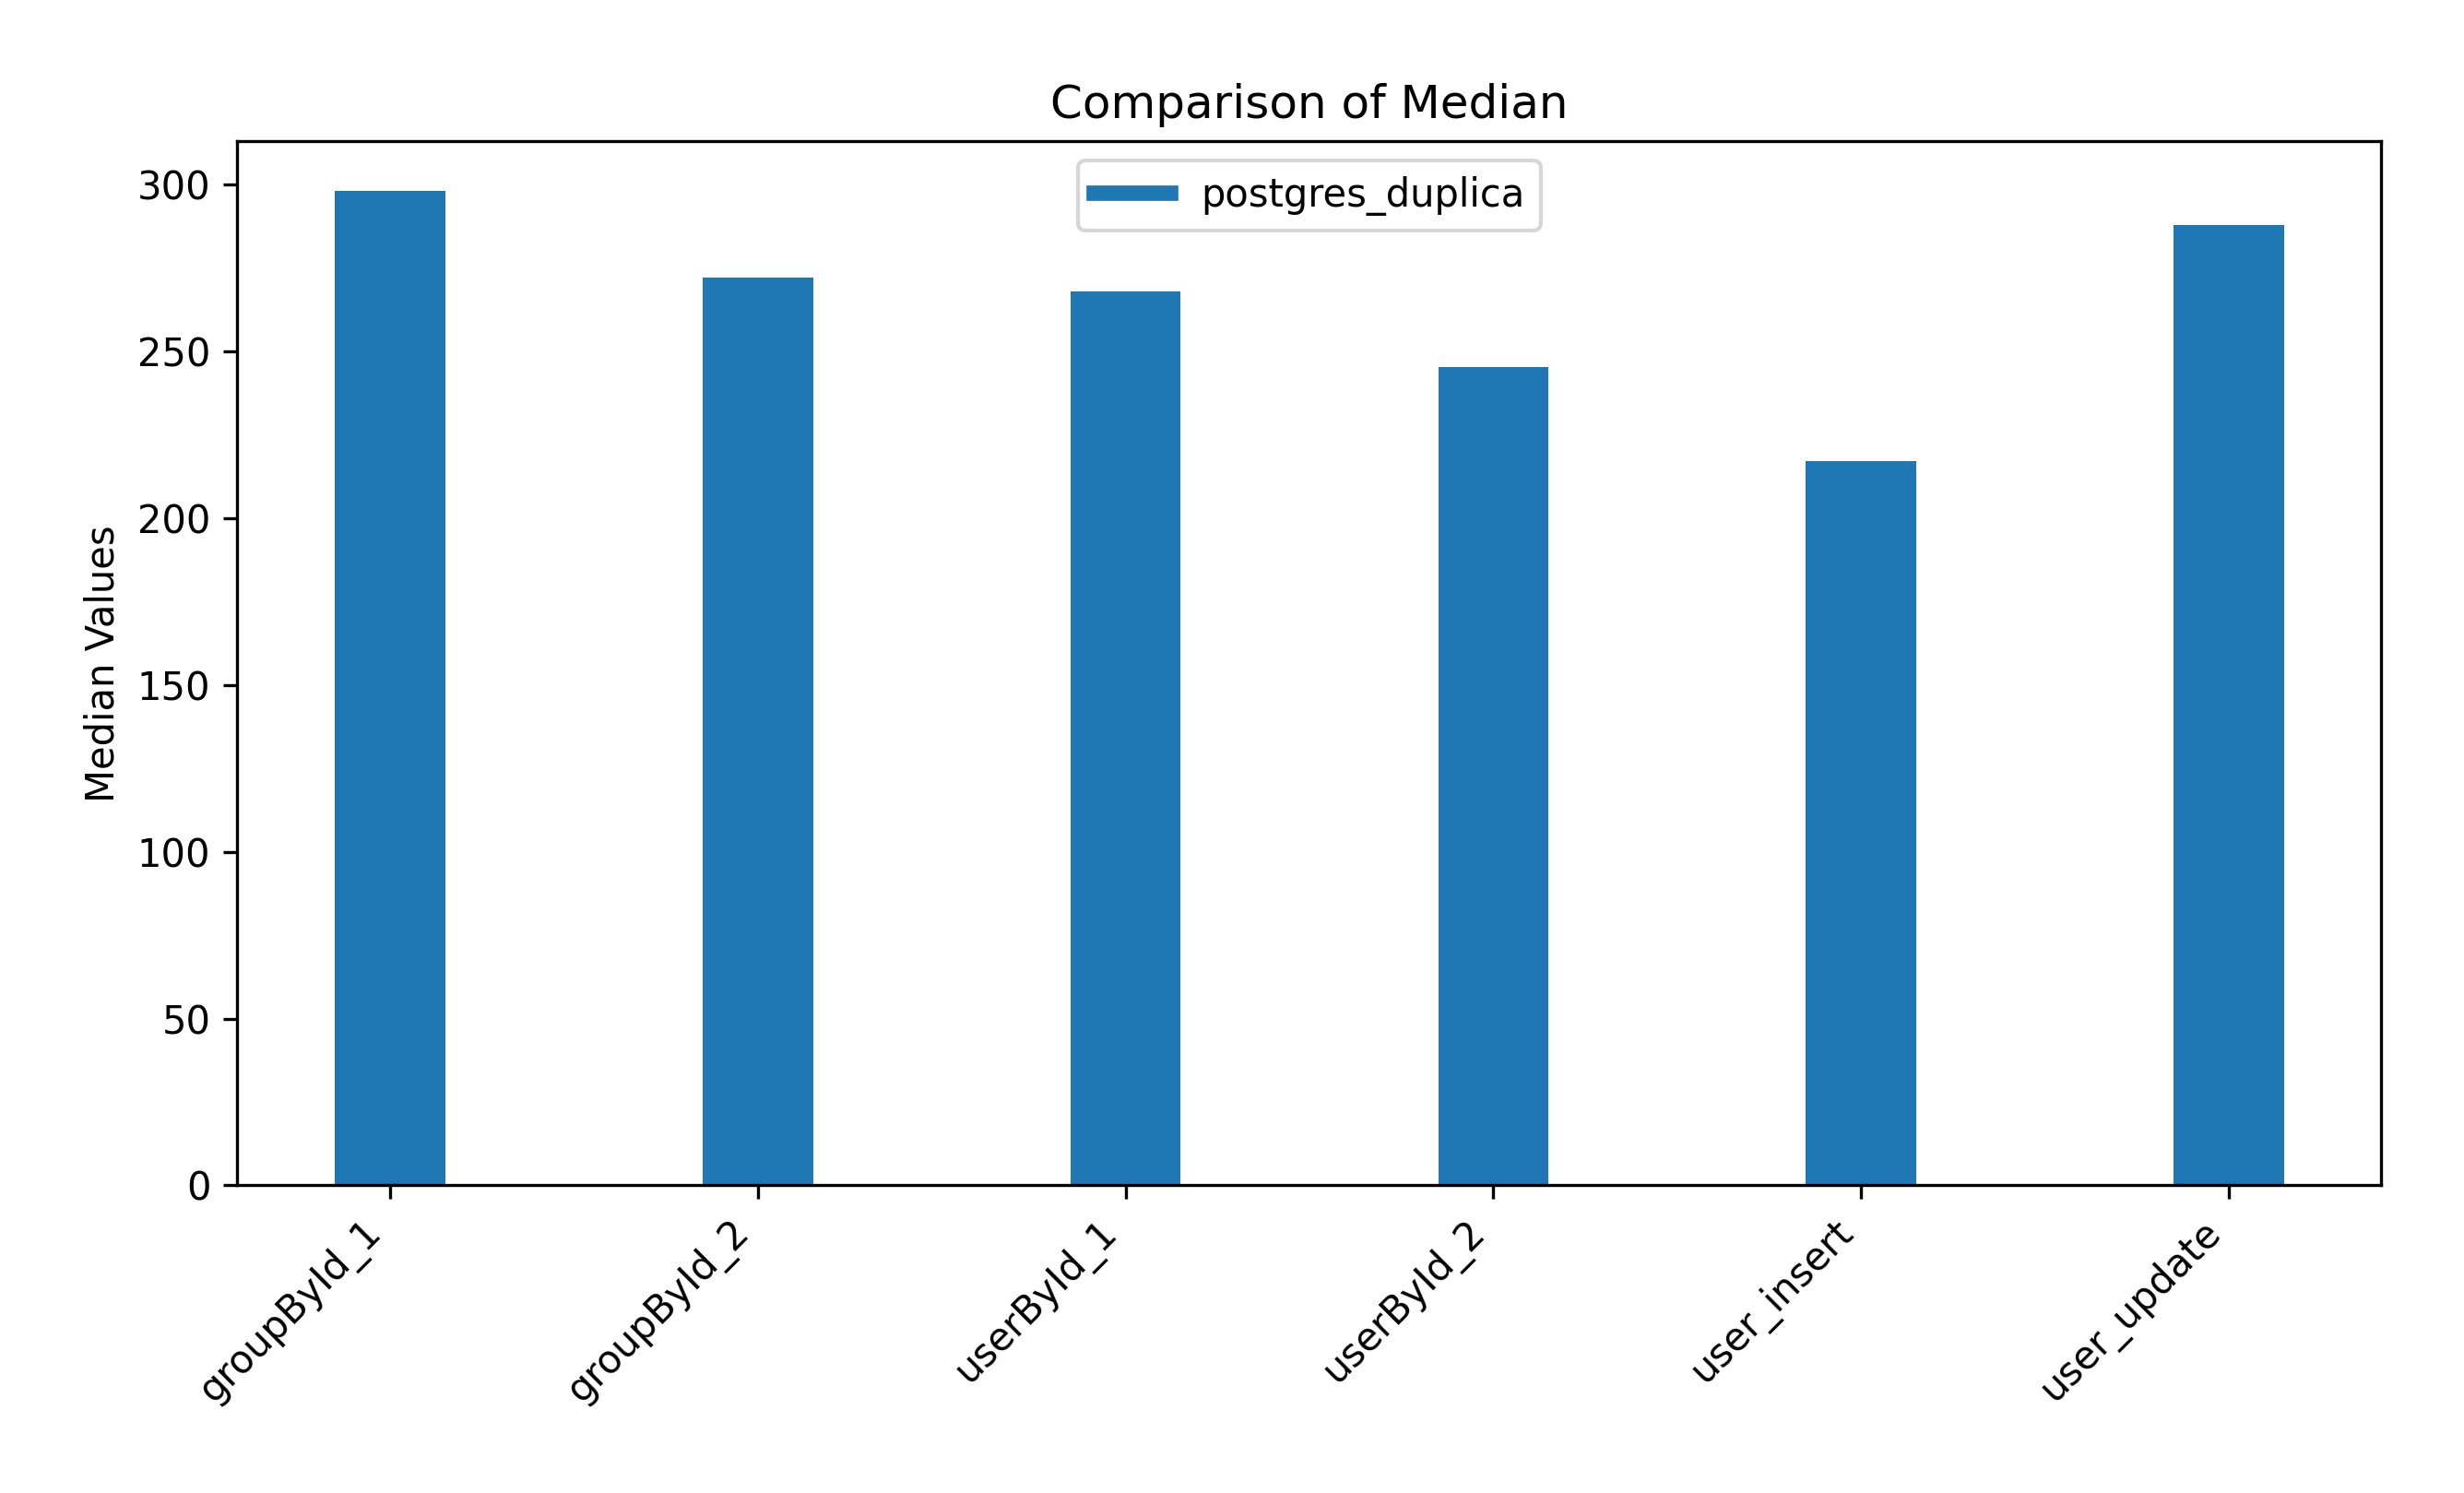 Comparison of Median
postgres_duplica
Median Values
300
250
200
150
100
50
0
groupById_1
groupById_2
userById_1
userById_2
user_insert
user_update